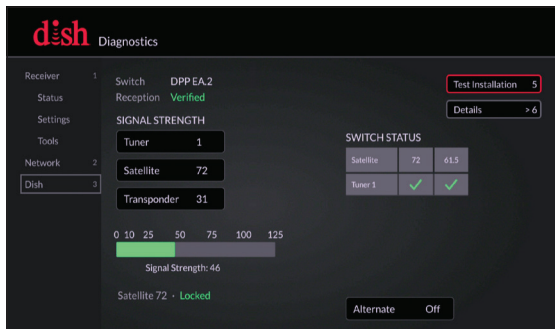 dish Diagnostics
Receiver 1
Status
Settings
Tools
Network 2
Dish 3
Switch DPP EA.2
Reception Verified
SIGNAL STRENGTH
Tuner 1
Satellite 72
Transponder 31
0 10 25 50 75 100 125
Signal Strength: 46
Satellite 72 · Locked
Test Installation 5
Details > 6
SWITCH STATUS
Satellite 72 61.5
Tuner 1
Alternate Off